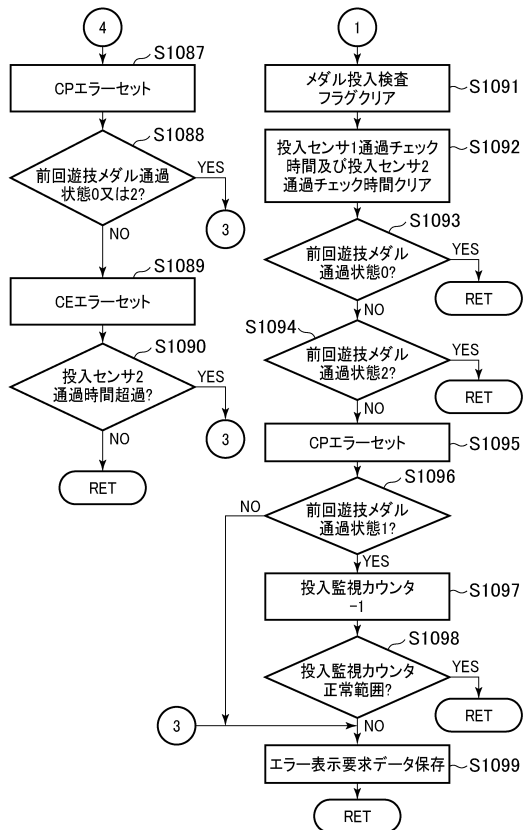 4
S1087
CPエラーセット
S1088
前回遊技メダル通過
状態0又は2?
YES
3
NO
S1089
CEエラーセット
S1090
投入センサ2
通過時間超過?
YES
3
NO
RET
1
メダル投入検査
フラグクリア
S1091
投入センサ1通過チェック
時間及び投入センサ2
通過チェック時間クリア
S1092
S1093
前回遊技メダル
通過状態0?
YES
RET
NO
S1094
前回遊技メダル
通過状態2?
YES
RET
NO
CPエラーセット
S1095
S1096
前回遊技メダル
通過状態1?
NO
YES
投入監視カウンタ
-1
S1097
S1098
投入監視カウンタ
正常範囲?
YES
RET
NO
3
エラー表示要求データ保存
S1099
RET